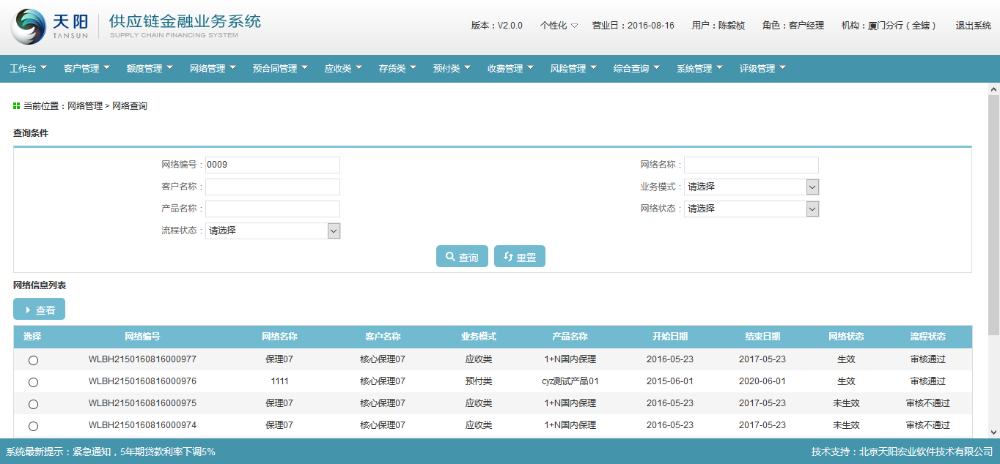 天阳 TANSUN 供应链金融业务系统 SUPPLY CHAIN FINANCING SYSTEM
版本：V2.0.0 个性化 营业日：2016-08-16 用户：陈毅桢 角色：客户经理 机构：厦门分行（全辖） 退出系统
工作台 客户管理 额度管理 网络管理 预合同管理 应收类 存货类 预付类 收费管理 风险管理 综合查询 系统管理 评级管理
当前位置：网络管理 > 网络查询
查询条件
网络编号：0009 网络名称：
客户名称： 业务模式：请选择
产品名称： 网络状态：请选择
流程状态：请选择
查询 重置
网络信息列表
查看
选择 网络编号 网络名称 客户名称 业务模式 产品名称 开始日期 结束日期 网络状态 流程状态
WLBH2150160816000977 保理07 核心保理07 应收类 1+N国内保理 2016-05-23 2017-05-23 生效 审核通过
WLBH2150160816000976 1111 核心保理07 预付类 cyz测试产品01 2015-06-01 2020-06-01 生效 审核通过
WLBH2150160816000975 保理07 核心保理07 应收类 1+N国内保理 2016-05-23 2017-05-23 未生效 审核不通过
WLBH2150160816000974 保理07 核心保理07 应收类 1+N国内保理 2016-05-23 2017-05-23 未生效 审核不通过
系统最新提示：紧急通知，5年期贷款利率下调5% 技术支持：北京天阳宏业软件技术有限公司